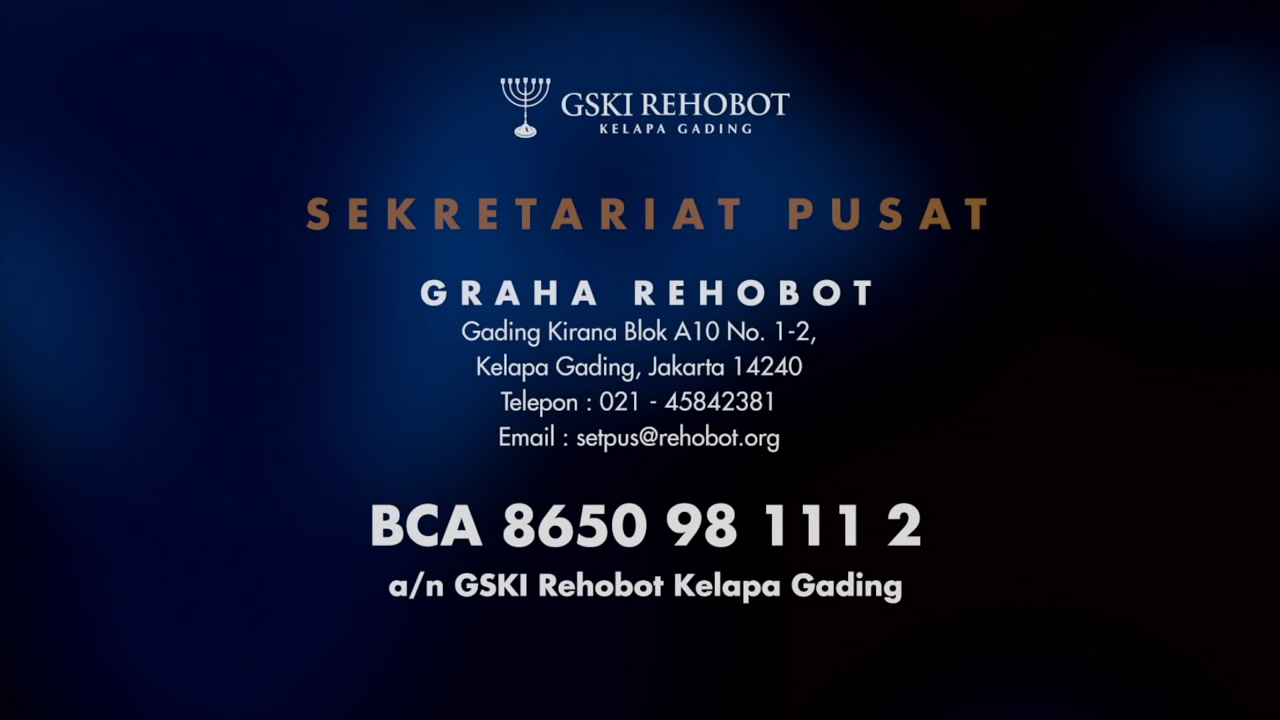 GSKI REHOBOT
KELAPA GADING
SEKRETARIAT PUSAT
GRAHA REHOBOT
Gading Kirana Blok A10 No. 1-2,
Kelapa Gading, Jakarta 14240
Telepon : 021 - 45842381
Email : setpus@rehobot.org
BCA 8650 98 111 2
a/n GSKI Rehobot Kelapa Gading